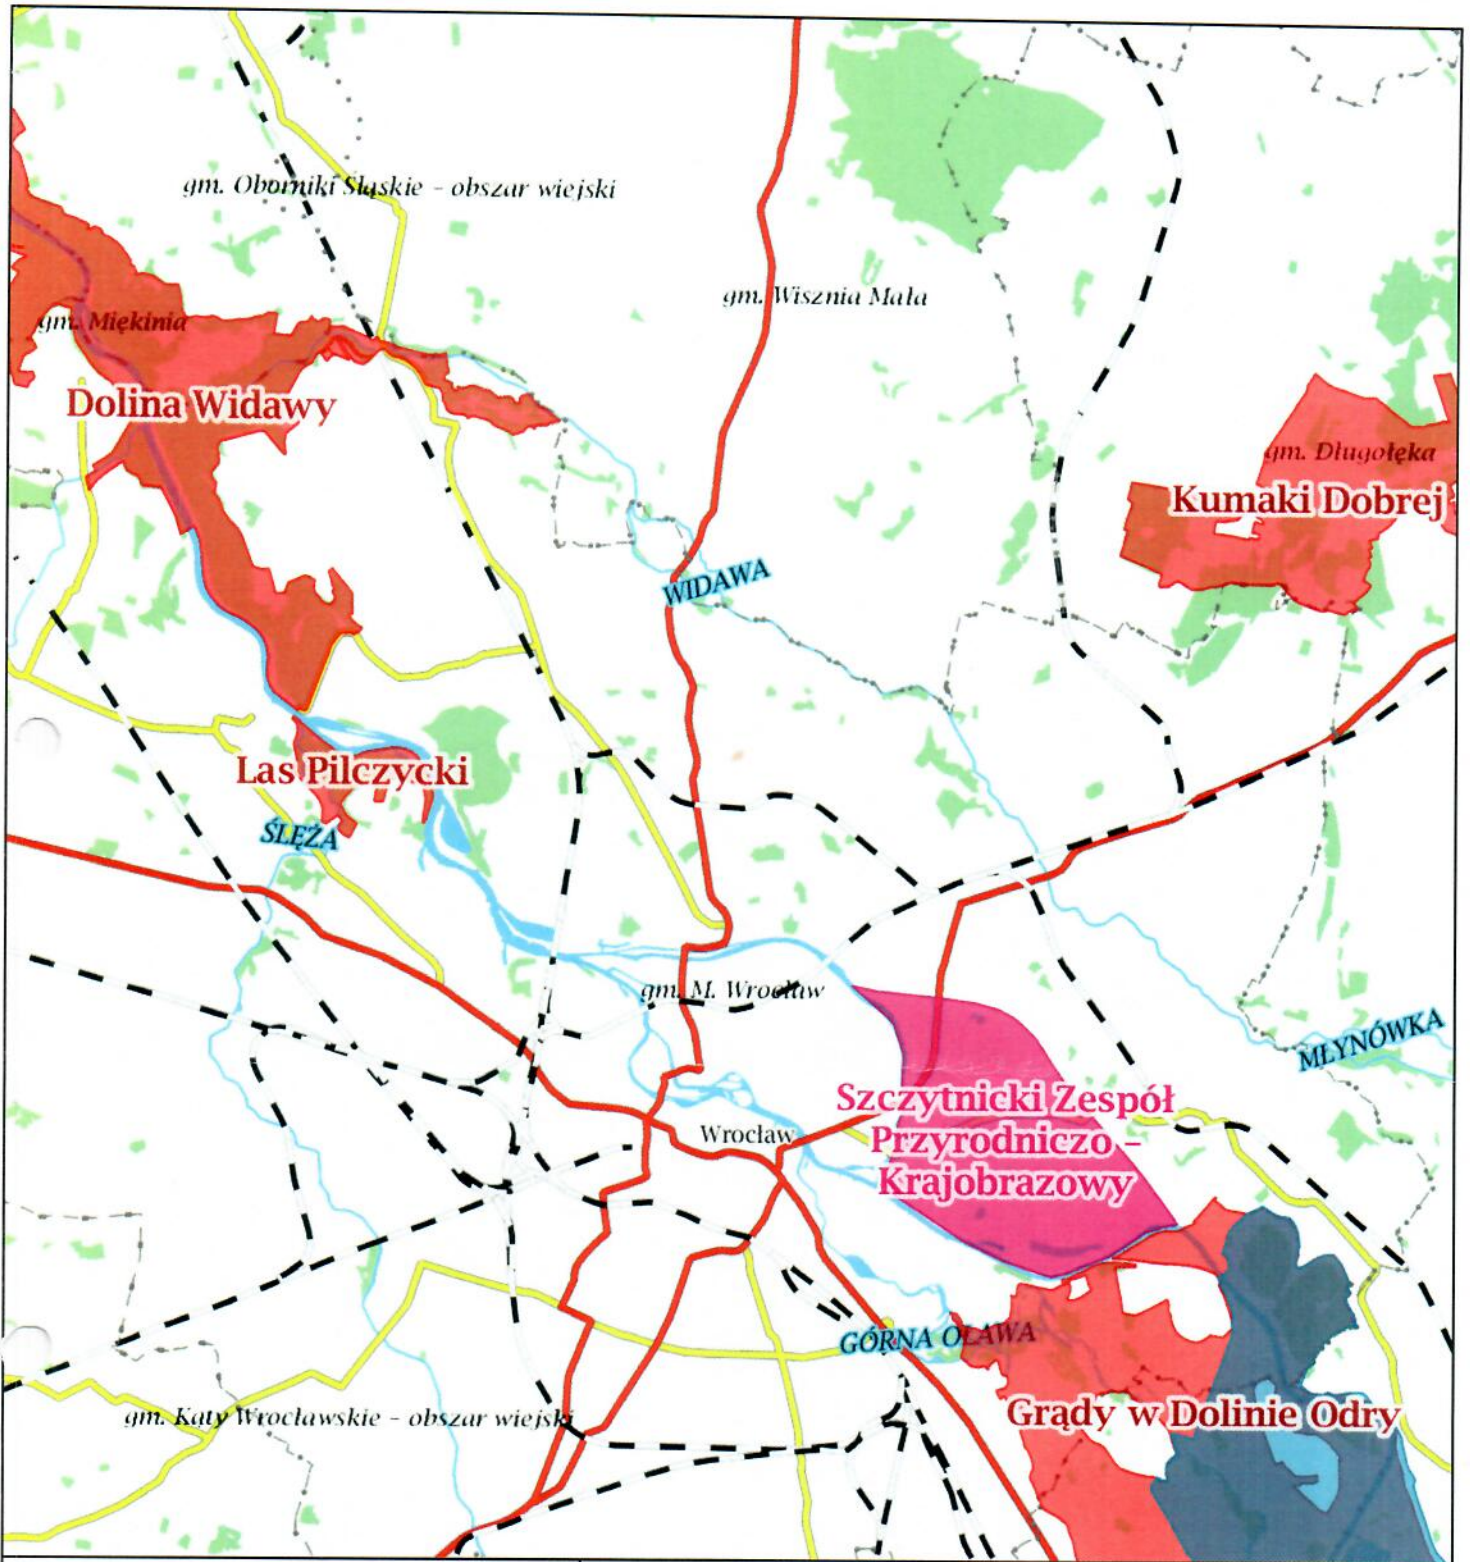 gm. Oborniki Śląskie – obszar wiejski
gm. Wisznia Mała
gm. Miękinia
Dolina Widawy
gm. Długołęka
Kumaki Dobrej
WIDAWA
Las Pilczycki
ŚLĘŻA
gm. M. Wrocław
MŁYNÓWKA
Szczytnicki Zespół
Przyrodniczo –
Krajobrazowy
Wrocław
GÓRNA OŁAWA
Grądy w Dolinie Odry
gm. Kąty Wrocławskie – obszar wiejski